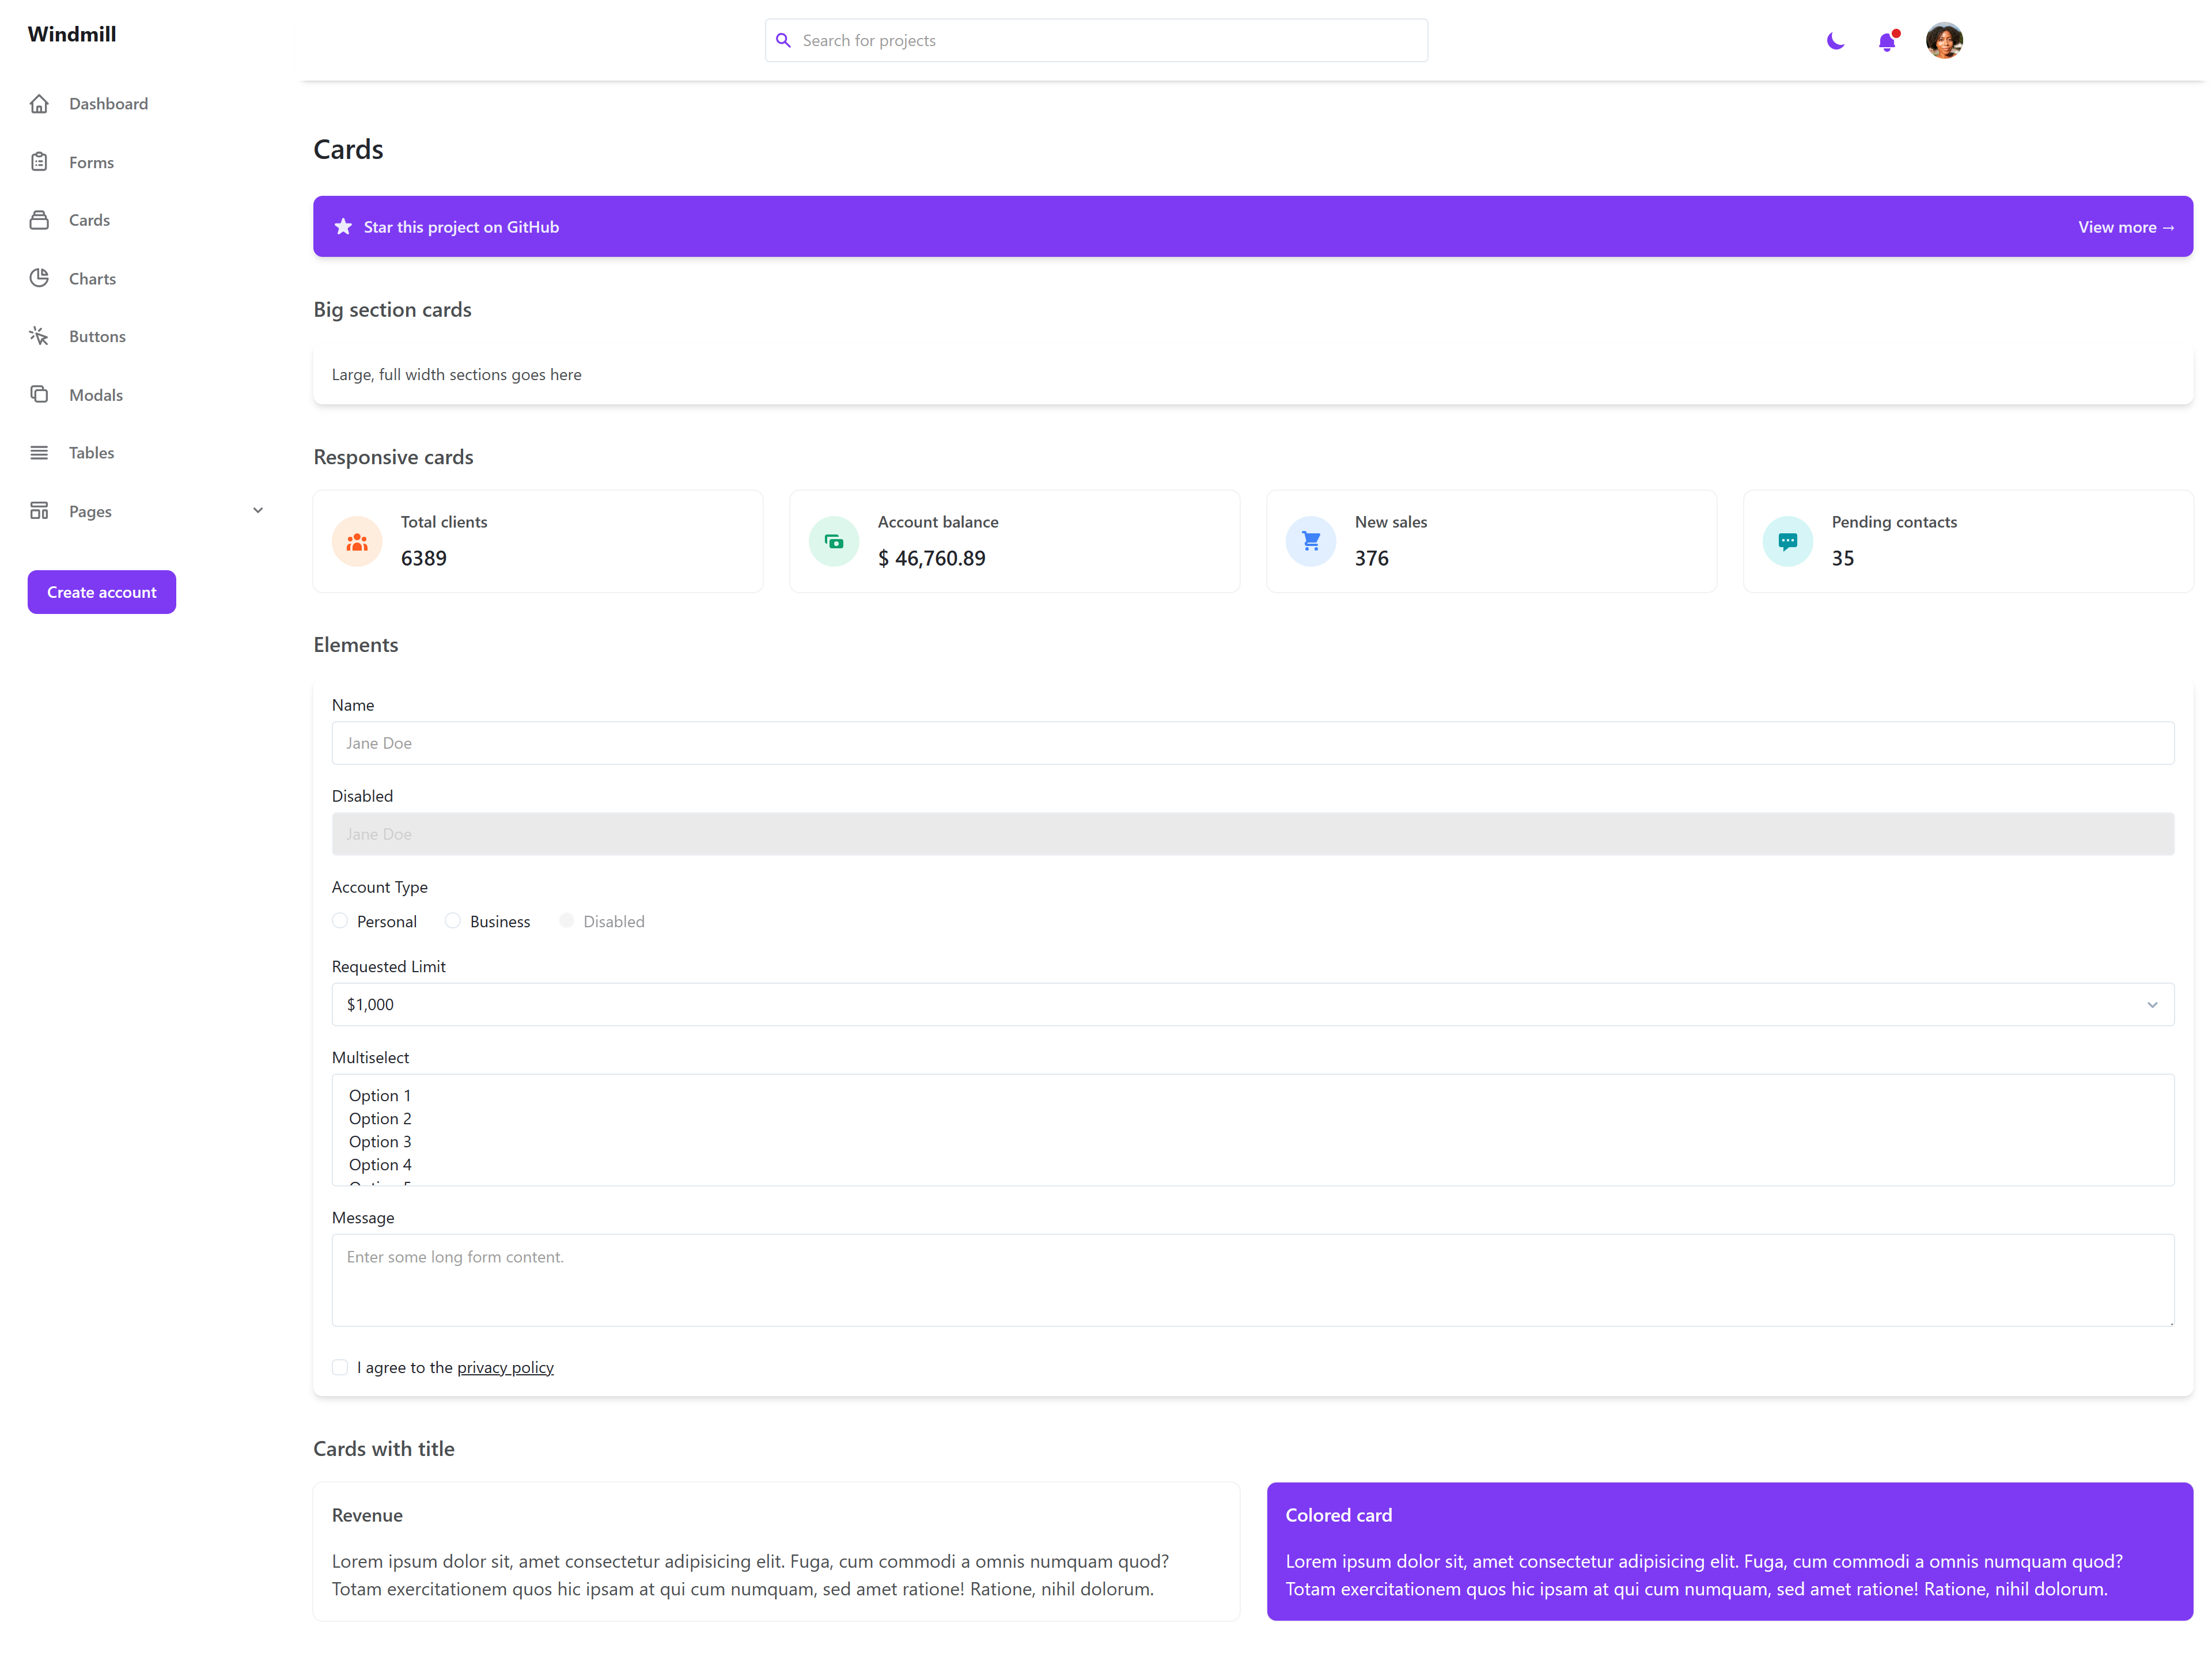 Windmill
Search for projects
Dashboard
Forms
Cards
Charts
Buttons
Modals
Tables
Pages
Create account
Cards
Star this project on GitHub
View more →
Big section cards
Large, full width sections goes here
Responsive cards
Total clients
6389
Account balance
$ 46,760.89
New sales
376
Pending contacts
35
Elements
Name
Jane Doe
Disabled
Jane Doe
Account Type
Personal
Business
Disabled
Requested Limit
$1,000
Multiselect
Option 1
Option 2
Option 3
Option 4
Option 5
Message
Enter some long form content.
I agree to the privacy policy
Cards with title
Revenue
Lorem ipsum dolor sit, amet consectetur adipisicing elit. Fuga, cum commodi a omnis numquam quod?
Totam exercitationem quos hic ipsam at qui cum numquam, sed amet ratione! Ratione, nihil dolorum.
Colored card
Lorem ipsum dolor sit, amet consectetur adipisicing elit. Fuga, cum commodi a omnis numquam quod?
Totam exercitationem quos hic ipsam at qui cum numquam, sed amet ratione! Ratione, nihil dolorum.